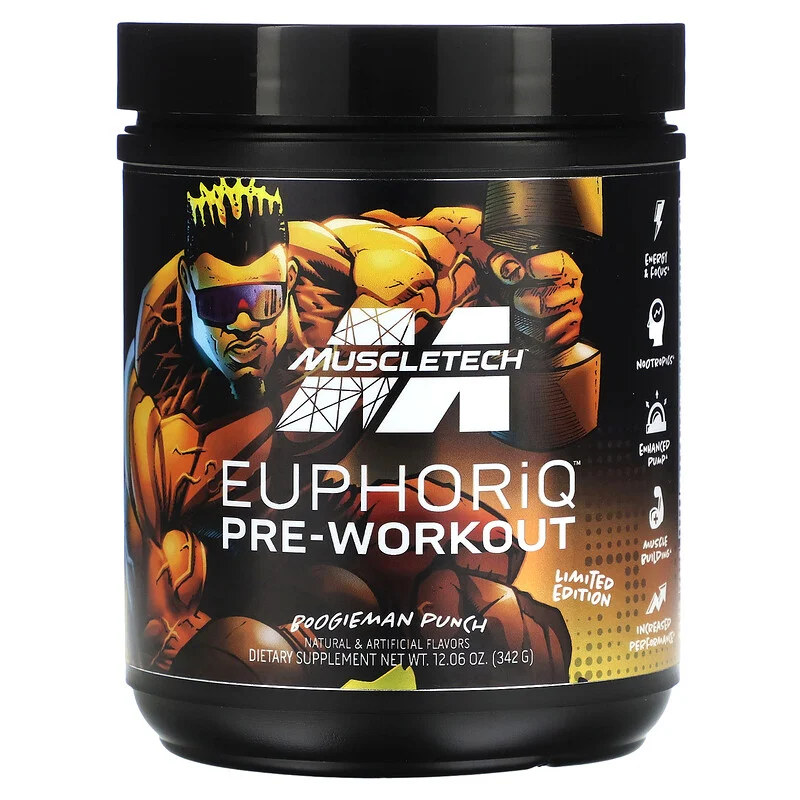 MUSCLETECH™
EUPHORiQ™
PRE-WORKOUT
LIMITED
EDITION
BOOGIEMAN PUNCH
NATURAL & ARTIFICIAL FLAVORS
DIETARY SUPPLEMENT NET WT. 12.06 OZ. (342 G)
ENERGY
& FOCUS^
NOOTROPICS^
ENHANCED
PUMP^
MUSCLE
BUILDING^
INCREASED
PERFORMANCE^